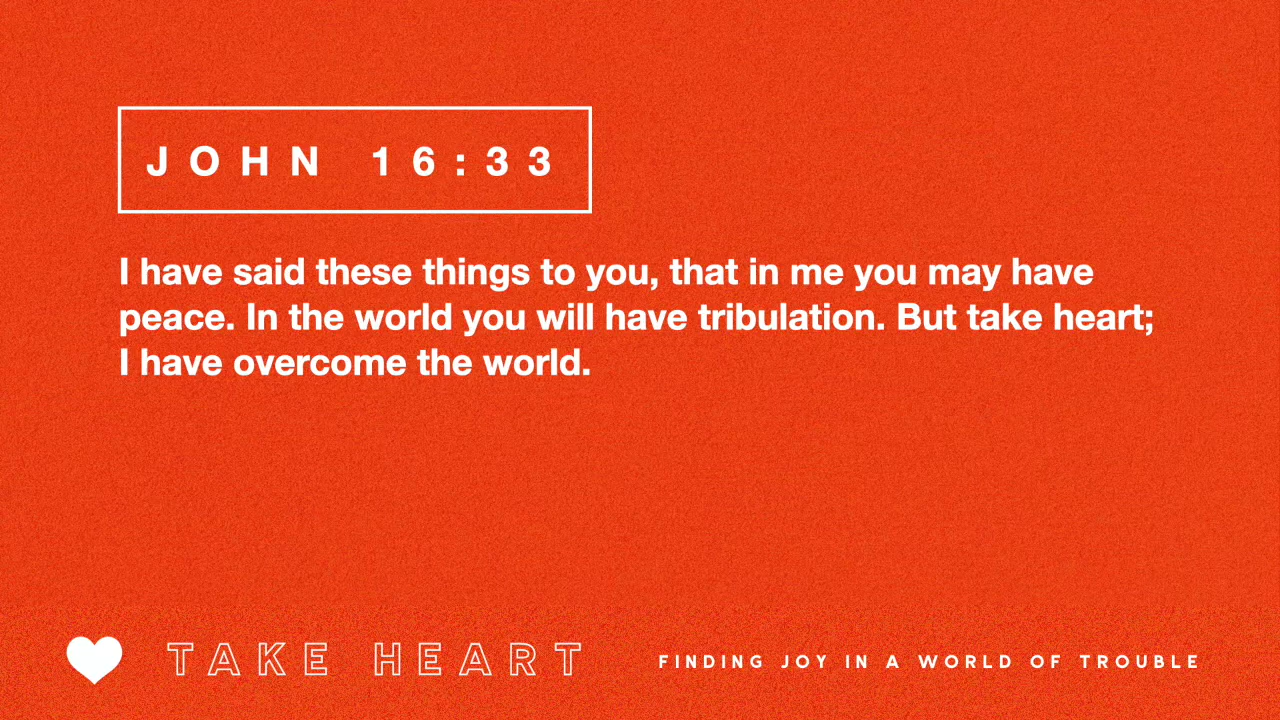 JOHN 16:33
I have said these things to you, that in me you may have
peace. In the world you will have tribulation. But take heart;
I have overcome the world.
TAKE HEART
FINDING JOY IN A WORLD OF TROUBLE